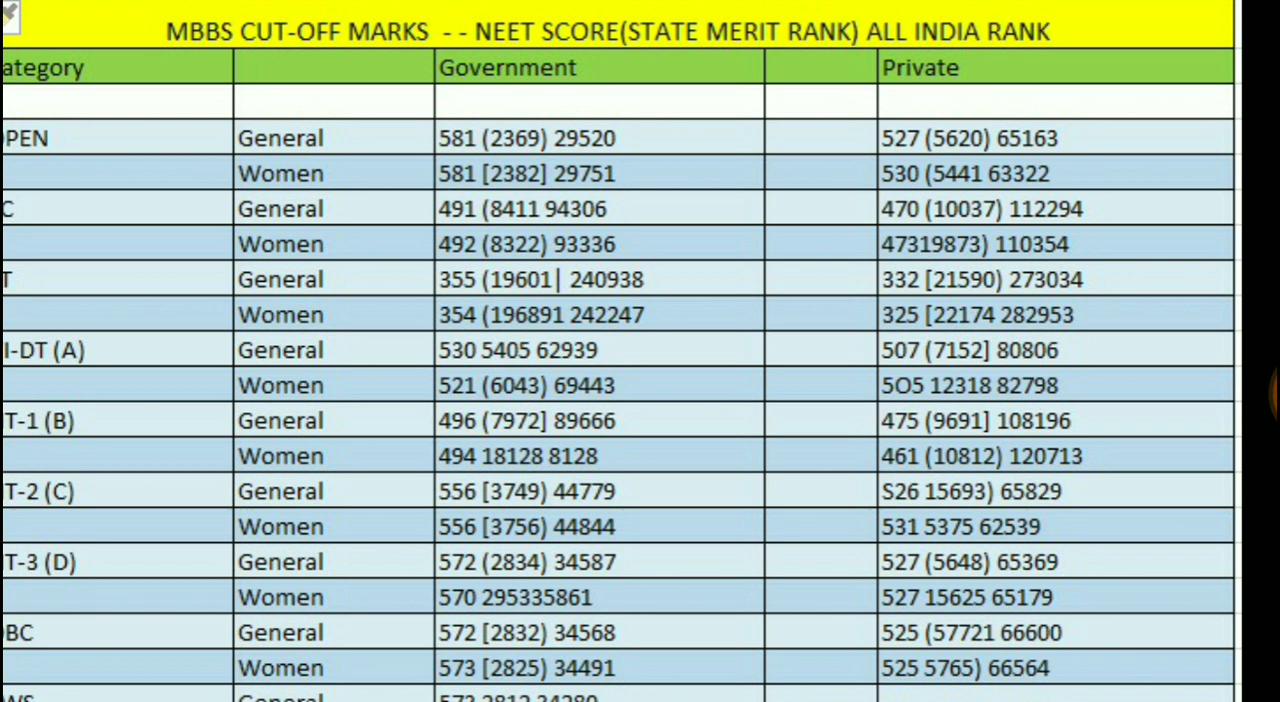 MBBS CUT-OFF MARKS - - NEET SCORE(STATE MERIT RANK) ALL INDIA RANK
ategory Government Private
PEN General 581 (2369) 29520 527 (5620) 65163
Women 581 [2382] 29751 530 (5441 63322
C General 491 (8411 94306 470 (10037) 112294
Women 492 (8322) 93336 47319873) 110354
T General 355 (19601| 240938 332 [21590) 273034
Women 354 (196891 242247 325 [22174 282953
I-DT (A) General 530 5405 62939 507 (7152] 80806
Women 521 (6043) 69443 5O5 12318 82798
T-1 (B) General 496 (7972] 89666 475 (9691] 108196
Women 494 18128 8128 461 (10812) 120713
T-2 (C) General 556 [3749) 44779 S26 15693) 65829
Women 556 [3756) 44844 531 5375 62539
T-3 (D) General 572 (2834) 34587 527 (5648) 65369
Women 570 295335861 527 15625 65179
BC General 572 [2832) 34568 525 (57721 66600
Women 573 [2825) 34491 525 5765) 66564
WS General 573 2812 34280